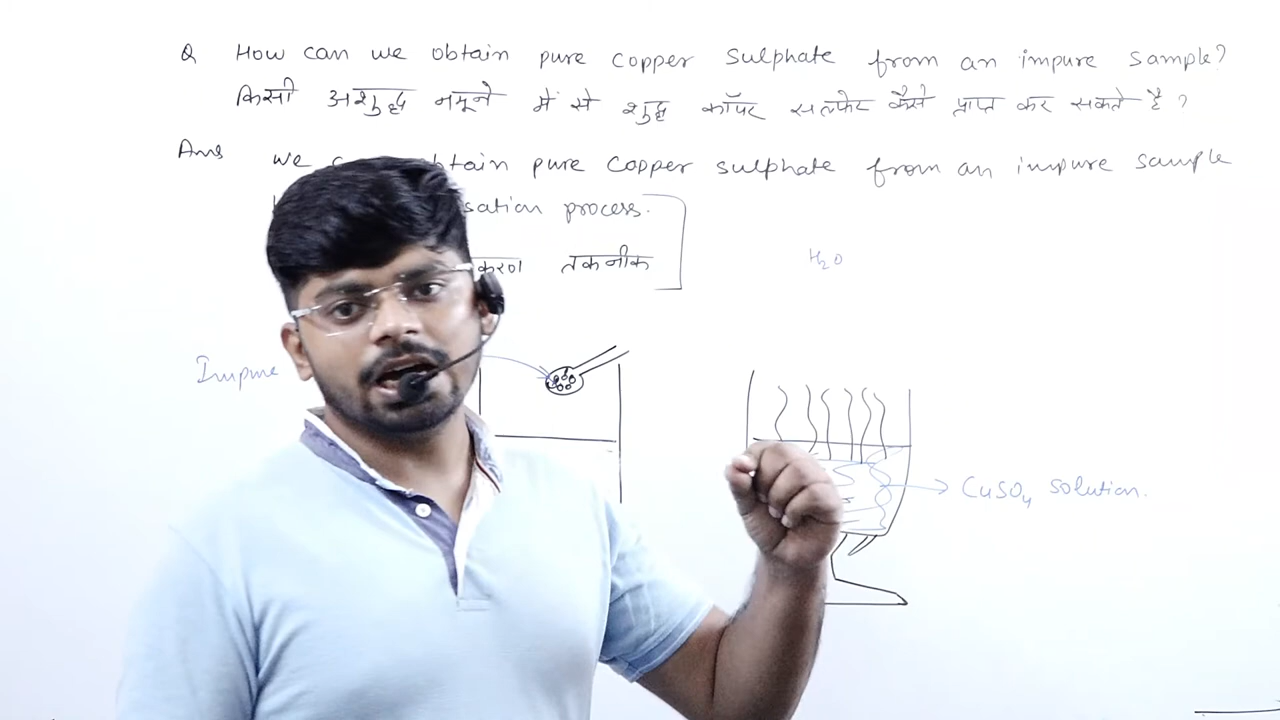 Q How can we obtain pure copper sulphate from an impure sample?
किसी अशुद्ध नमूने में से शुद्ध कॉपर सल्फेट कैसे प्राप्त कर सकते है ?
Ans we obtain pure copper sulphate from an impure sample
sation process.
करण तकनीक
H₂O
Impure
CuSO₄ solution.